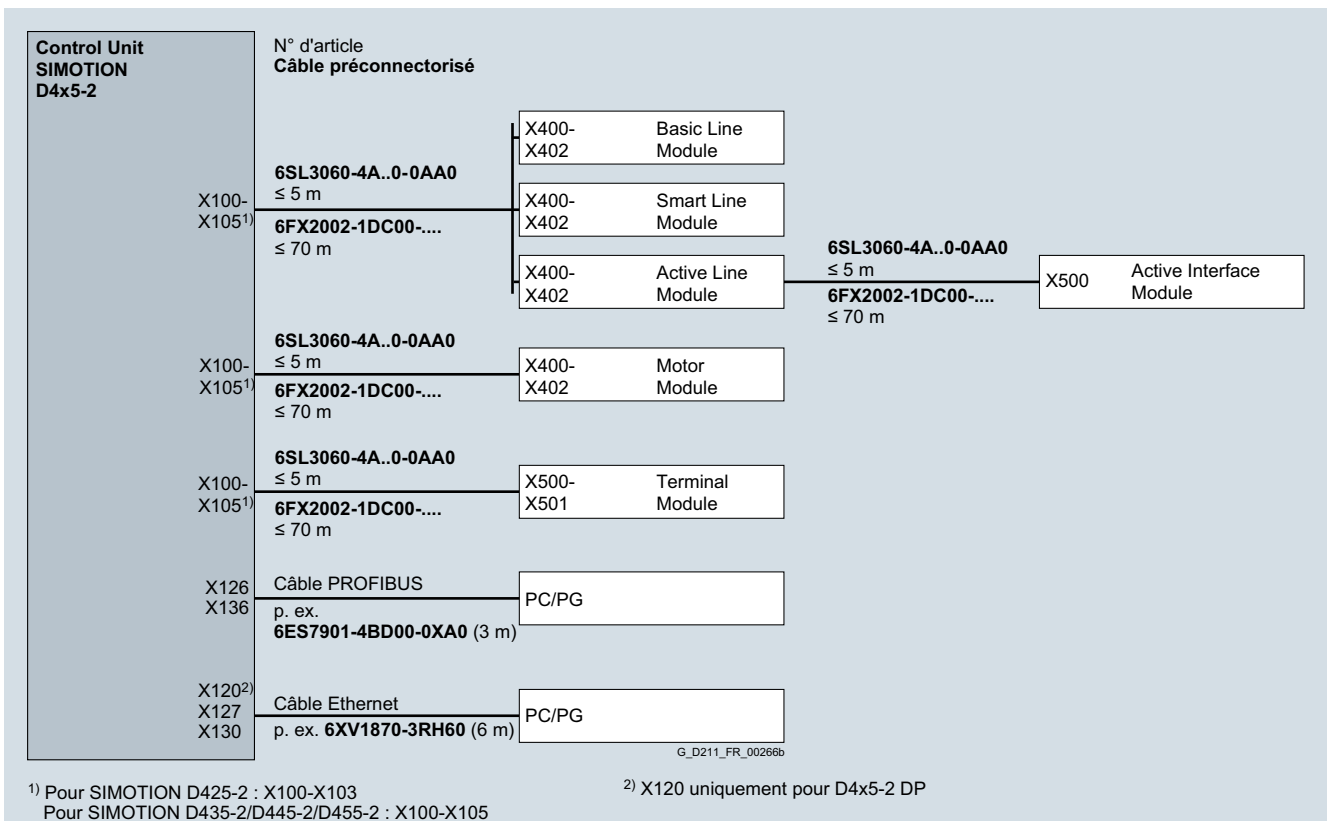 Control Unit
SIMOTION
D4x5-2
N° d'article
Câble préconnectorisé
X100-
X105¹⁾
6SL3060-4A..0-0AA0
≤ 5 m
6FX2002-1DC00-....
≤ 70 m
X400-
X402
Basic Line
Module
X400-
X402
Smart Line
Module
X400-
X402
Active Line
Module
6SL3060-4A..0-0AA0
≤ 5 m
6FX2002-1DC00-....
≤ 70 m
X500
Active Interface
Module
X100-
X105¹⁾
6SL3060-4A..0-0AA0
≤ 5 m
6FX2002-1DC00-....
≤ 70 m
X400-
X402
Motor
Module
X100-
X105¹⁾
6SL3060-4A..0-0AA0
≤ 5 m
6FX2002-1DC00-....
≤ 70 m
X500-
X501
Terminal
Module
X126
X136
Câble PROFIBUS
p. ex.
6ES7901-4BD00-0XA0 (3 m)
PC/PG
X120²⁾
X127
X130
Câble Ethernet
p. ex. 6XV1870-3RH60 (6 m)
PC/PG
G_D211_FR_00266b
¹⁾ Pour SIMOTION D425-2 : X100-X103
Pour SIMOTION D435-2/D445-2/D455-2 : X100-X105
²⁾ X120 uniquement pour D4x5-2 DP